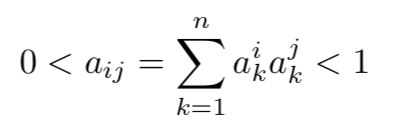 0 < a_{ij} = \sum_{k=1}^{n} a_k^i a_k^j < 1